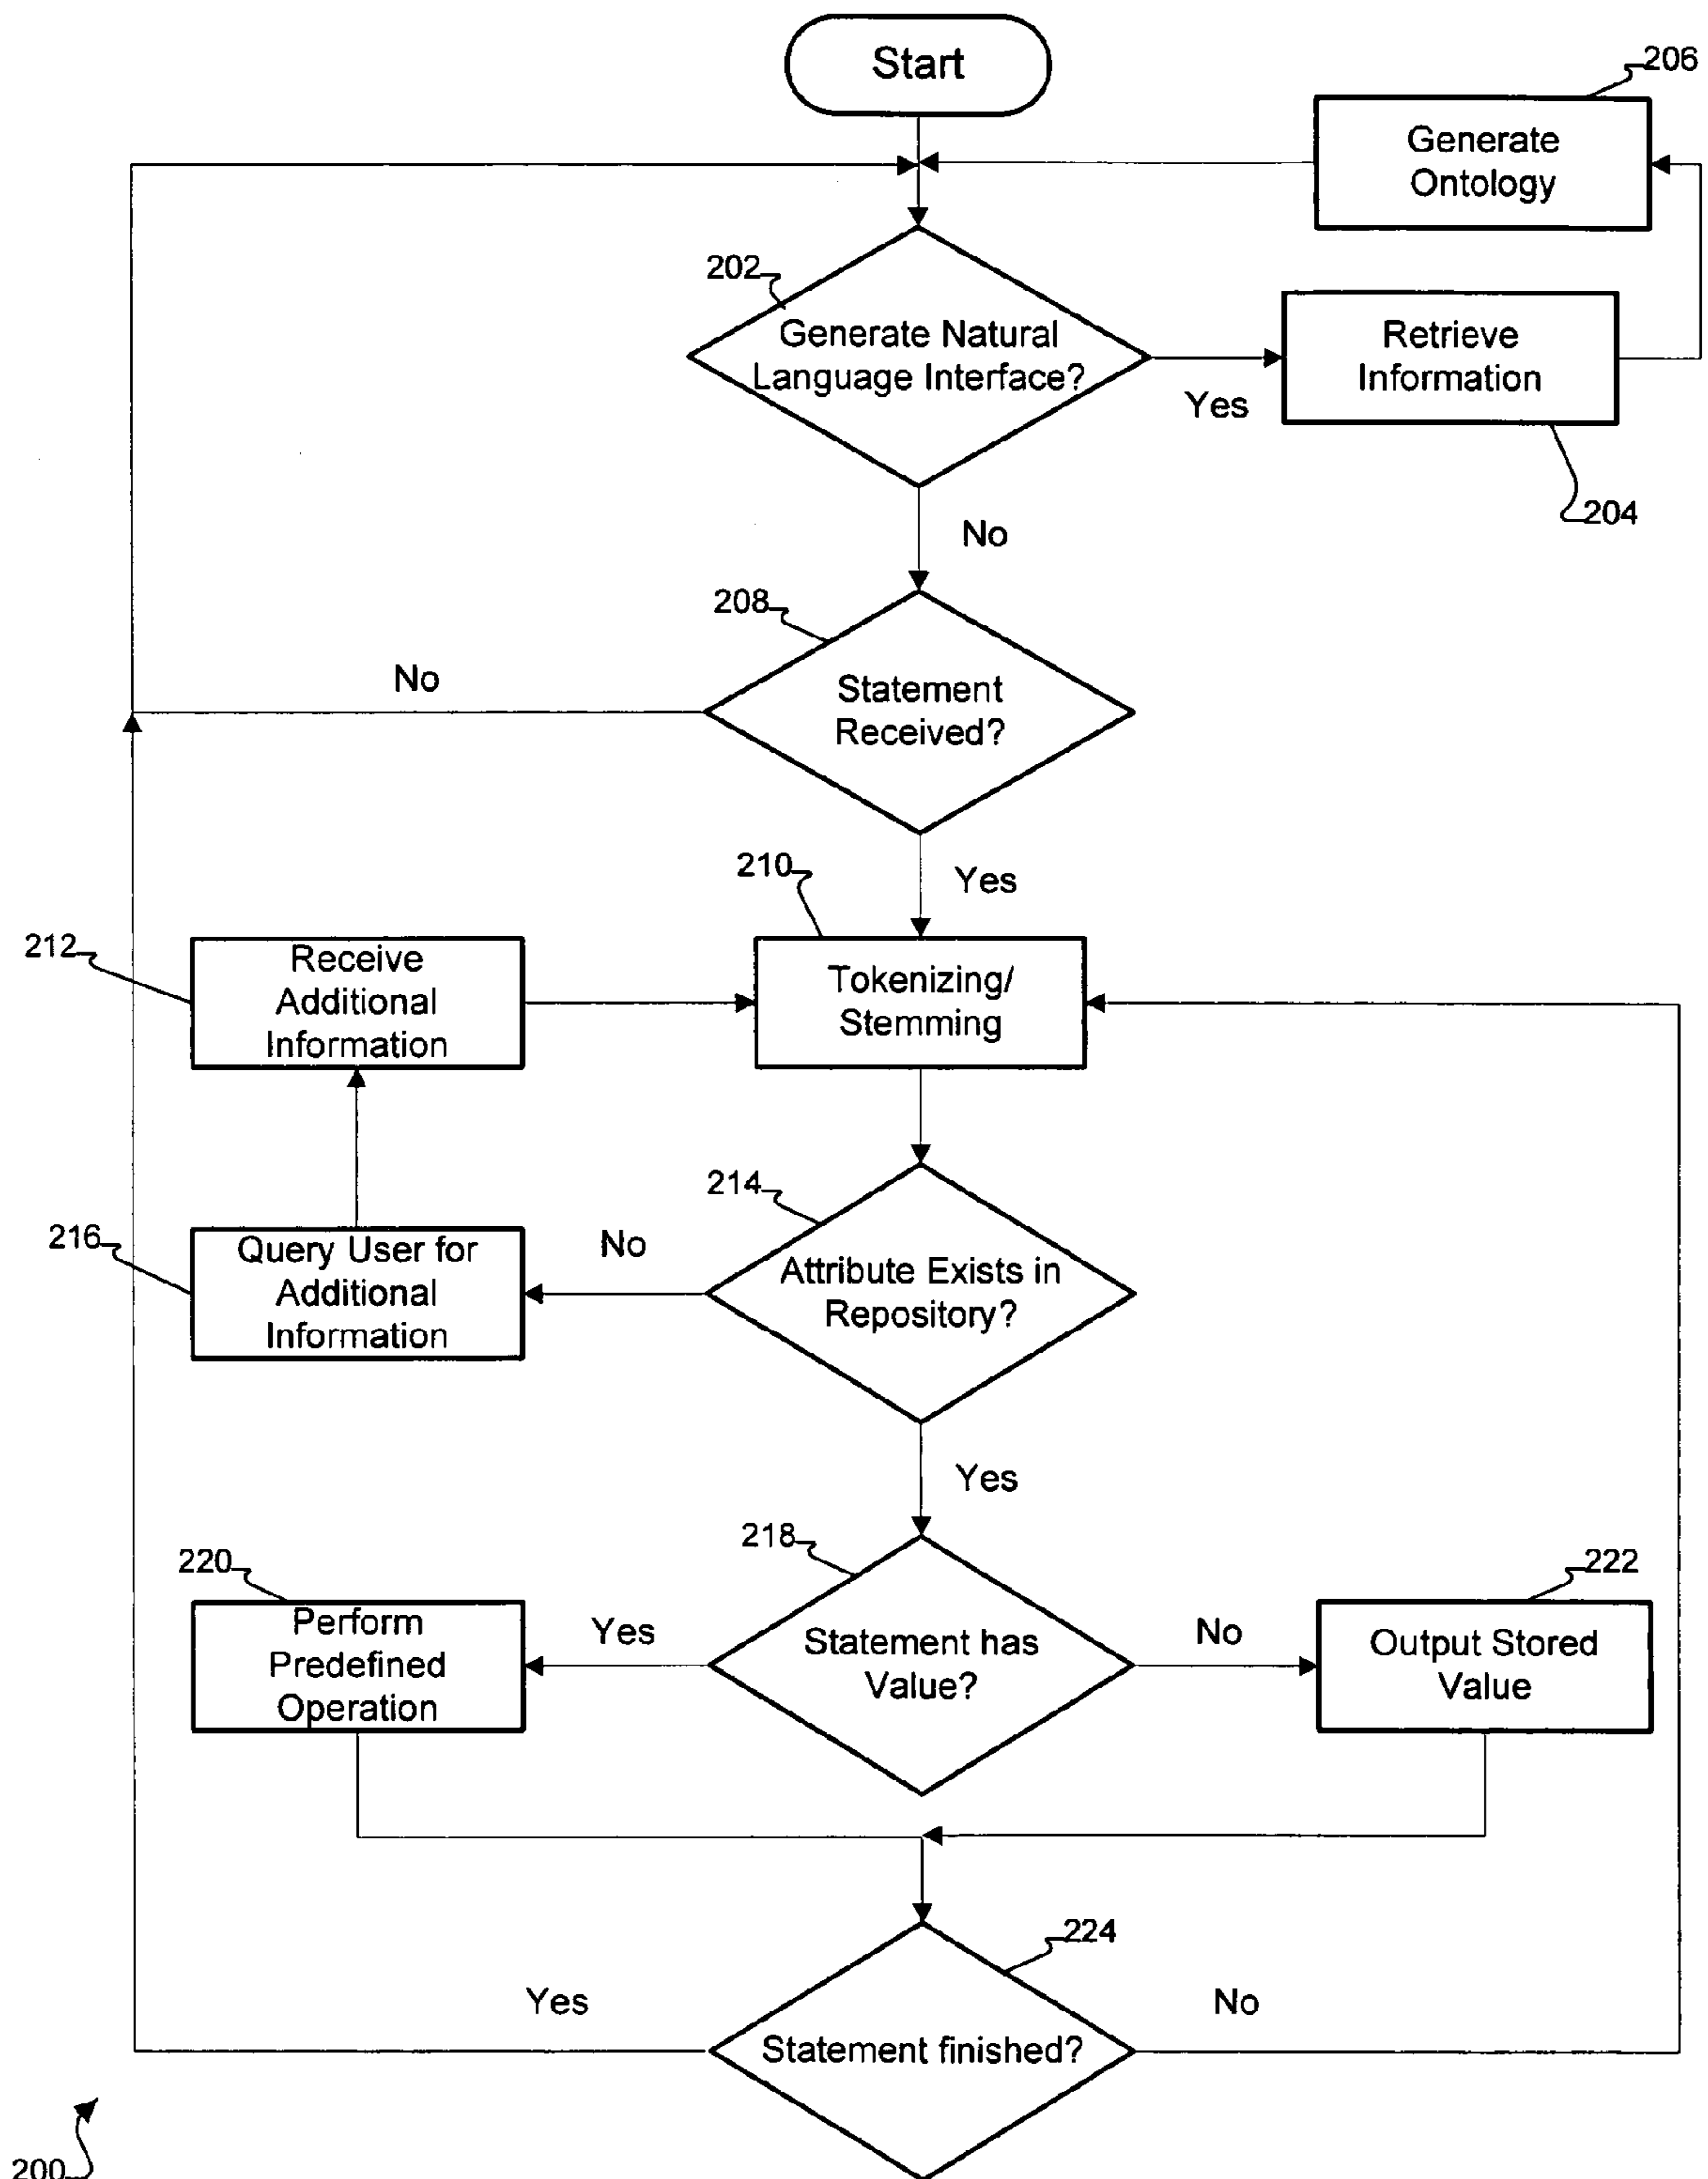 Start
206
Generate
Ontology
202
Generate Natural
Language Interface?
Yes
Retrieve
Information
204
No
208
Statement
Received?
No
Yes
210
212
Receive
Additional
Information
Tokenizing/
Stemming
214
216
Query User for
Additional
Information
No
Attribute Exists in
Repository?
Yes
218
220
Perform
Predefined
Operation
Yes
Statement has
Value?
No
222
Output Stored
Value
224
Yes
Statement finished?
No
200